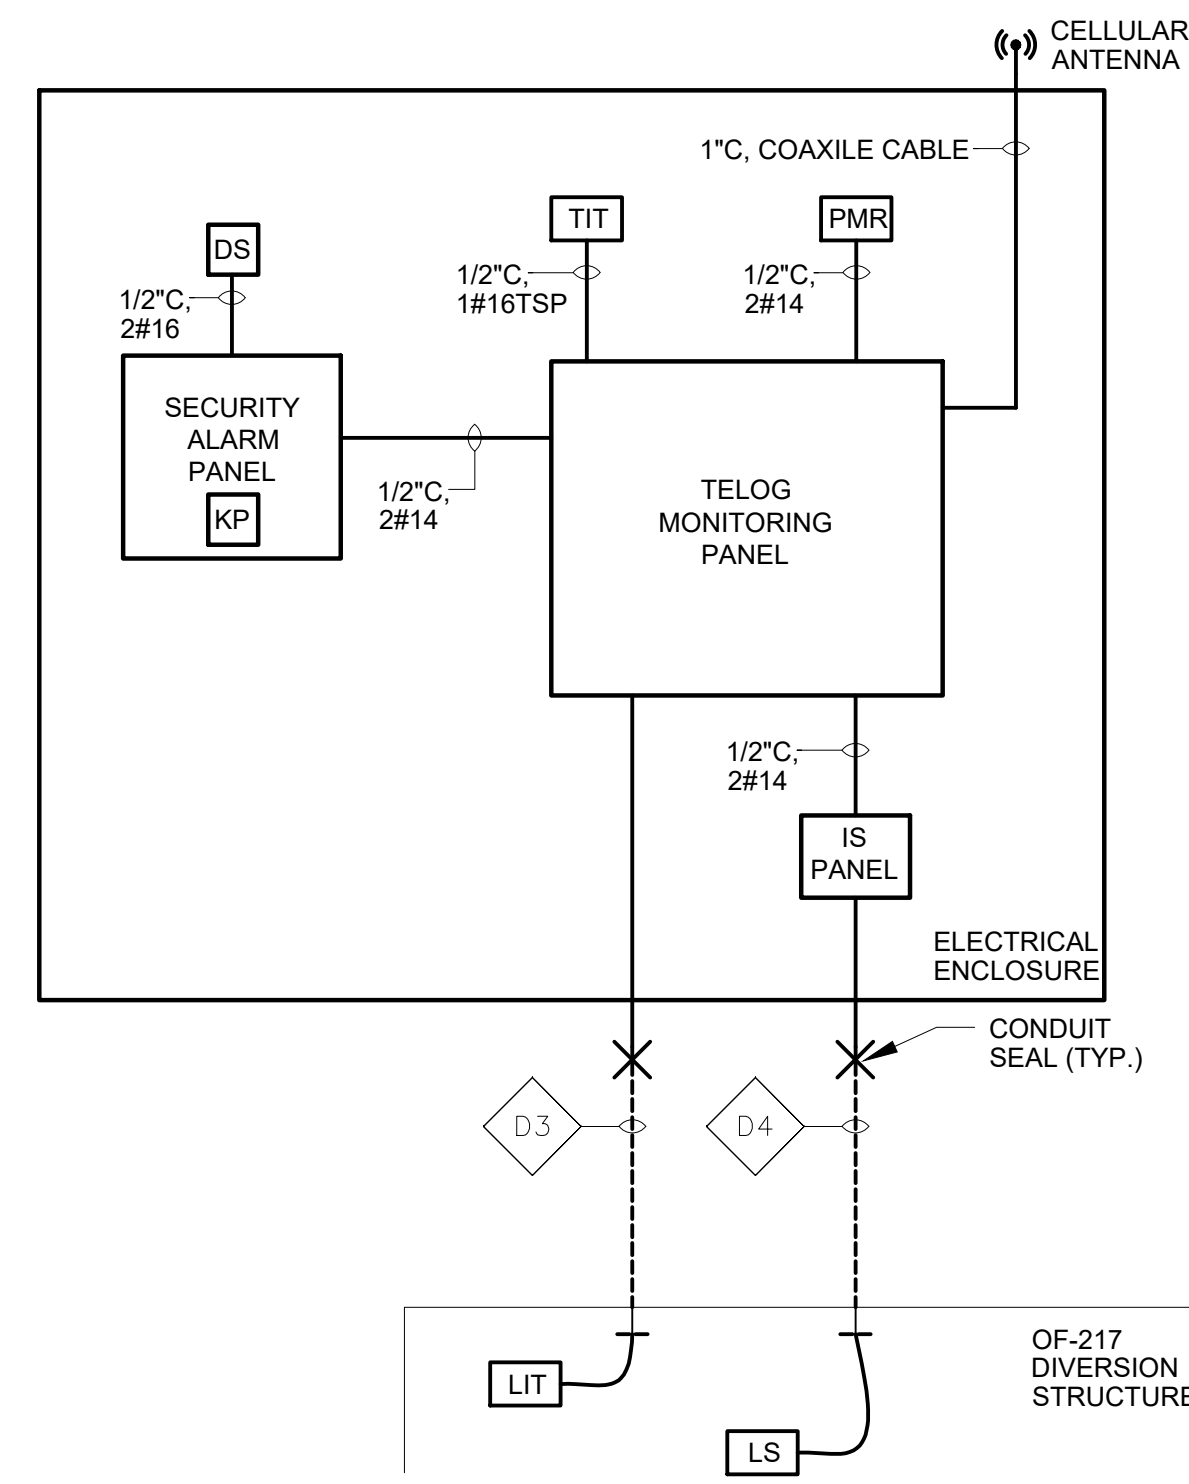 CELLULAR
ANTENNA
1"C, COAXILE CABLE
TIT
PMR
DS
1/2"C,
1#16TSP
1/2"C,
2#14
1/2"C,
2#16
SECURITY
ALARM
PANEL
KP
1/2"C,
2#14
TELOG
MONITORING
PANEL
1/2"C,
2#14
IS
PANEL
ELECTRICAL
ENCLOSURE
CONDUIT
SEAL (TYP.)
D3
D4
OF-217
DIVERSION
STRUCTURE
LIT
LS